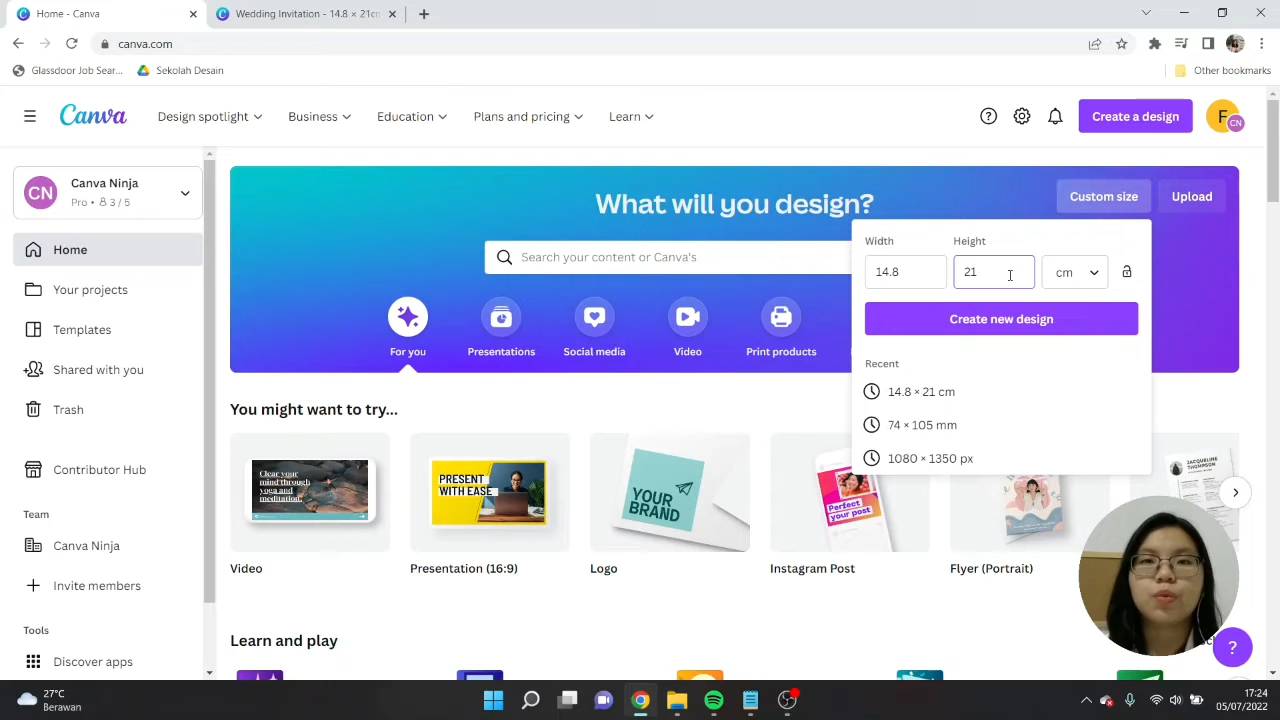 Home - Canva
Wedding Invitation - 14.8 × 21cm
canva.com
Glassdoor Job Sear...
Sekolah Desain
Other bookmarks
Canva
Design spotlight
Business
Education
Plans and pricing
Learn
Create a design
F
CN
CN
Canva Ninja
Pro • 3 / 5
Home
Your projects
Templates
Shared with you
Trash
Contributor Hub
Team
Canva Ninja
Invite members
Tools
Discover apps
What will you design?
Custom size
Upload
Search your content or Canva's
For you
Presentations
Social media
Video
Print products
Width
Height
14.8
21
cm
Create new design
Recent
14.8 × 21 cm
74 × 105 mm
1080 × 1350 px
You might want to try...
Clear your
mind through
yoga and
meditation.
PRESENT
WITH EASE
YOUR
BRAND
Perfect
your post
JACQUELINE
THOMPSON
Video
Presentation (16:9)
Logo
Instagram Post
Flyer (Portrait)
Learn and play
?
27°C
Berawan
17:24
05/07/2022